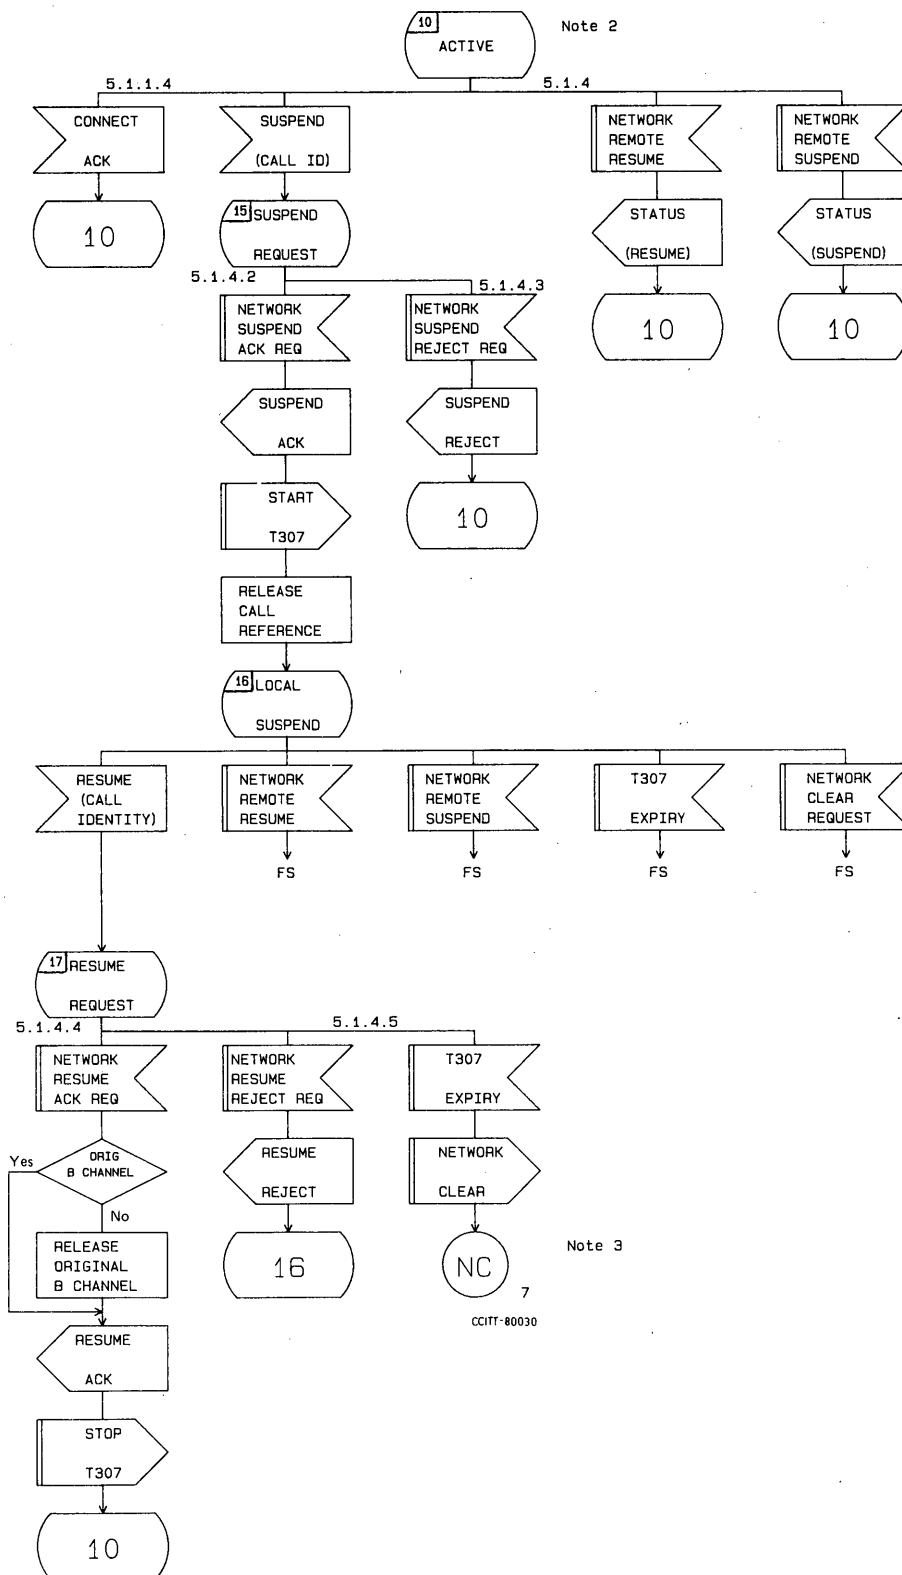 10
ACTIVE
Note 2
5.1.1.4
5.1.4
CONNECT
ACK
SUSPEND
(CALL ID)
NETWORK
REMOTE
RESUME
NETWORK
REMOTE
SUSPEND
10
15
SUSPEND
REQUEST
STATUS
(RESUME)
STATUS
(SUSPEND)
5.1.4.2
5.1.4.3
NETWORK
SUSPEND
ACK REQ
NETWORK
SUSPEND
REJECT REQ
10
10
SUSPEND
ACK
SUSPEND
REJECT
START
T307
10
RELEASE
CALL
REFERENCE
16
LOCAL
SUSPEND
RESUME
(CALL
IDENTITY)
NETWORK
REMOTE
RESUME
NETWORK
REMOTE
SUSPEND
T307
EXPIRY
NETWORK
CLEAR
REQUEST
FS
FS
FS
FS
17
RESUME
REQUEST
5.1.4.4
5.1.4.5
NETWORK
RESUME
ACK REQ
NETWORK
RESUME
REJECT REQ
T307
EXPIRY
Yes
ORIG
B CHANNEL
No
RESUME
REJECT
NETWORK
CLEAR
RELEASE
ORIGINAL
B CHANNEL
16
NC
7
Note 3
CCITT-80030
RESUME
ACK
STOP
T307
10